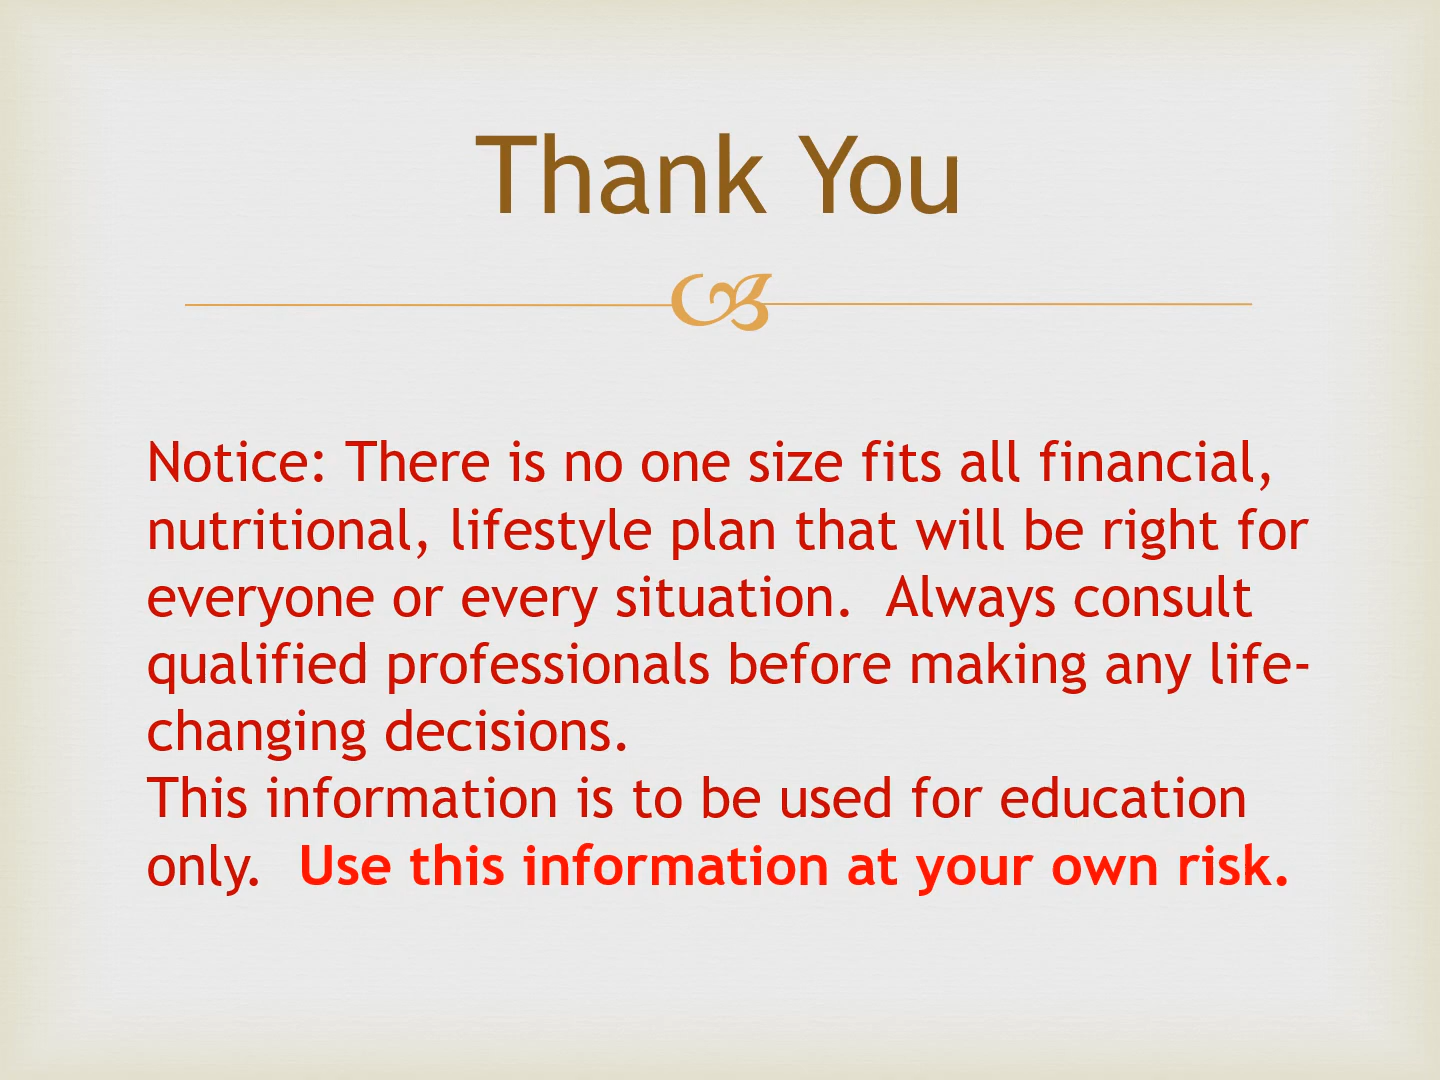 Thank You
Notice: There is no one size fits all financial,
nutritional, lifestyle plan that will be right for
everyone or every situation.  Always consult
qualified professionals before making any life-
changing decisions.
This information is to be used for education
only.  Use this information at your own risk.